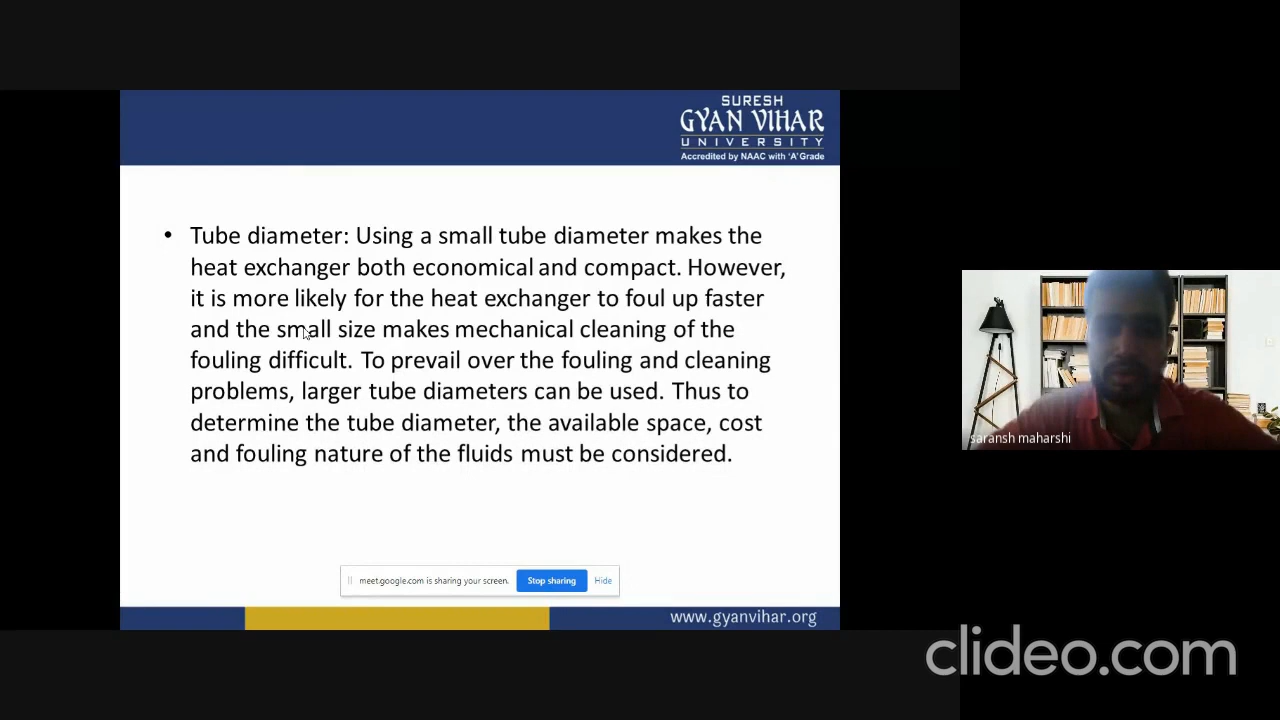 SURESH
GYAN VIHAR
UNIVERSITY
Accredited by NAAC with 'A' Grade
• Tube diameter: Using a small tube diameter makes the
heat exchanger both economical and compact. However,
it is more likely for the heat exchanger to foul up faster
and the small size makes mechanical cleaning of the
fouling difficult. To prevail over the fouling and cleaning
problems, larger tube diameters can be used. Thus to
determine the tube diameter, the available space, cost
and fouling nature of the fluids must be considered.
saransh maharshi
meet.google.com is sharing your screen. Stop sharing Hide
www.gyanvihar.org
clideo.com